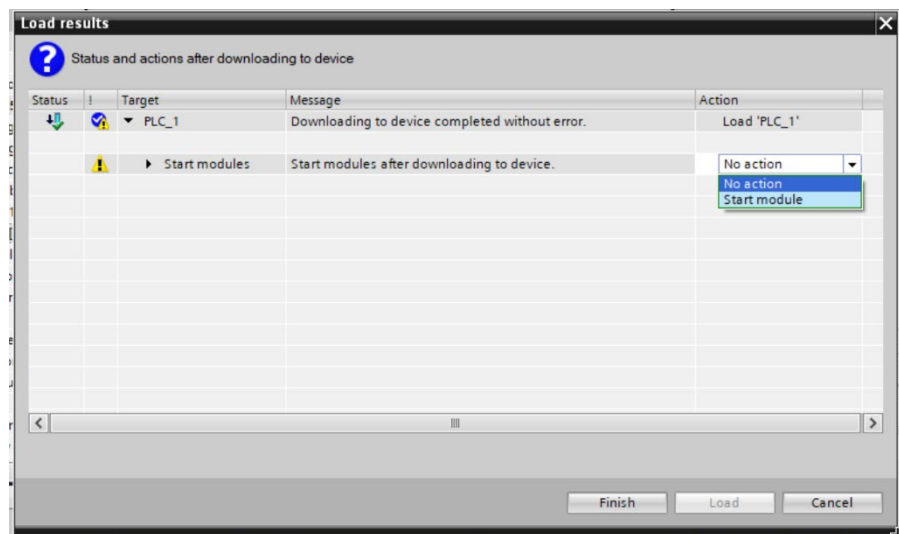 Load results
Status and actions after downloading to device
Status ! Target Message Action
PLC_1 Downloading to device completed without error. Load 'PLC_1'
Start modules Start modules after downloading to device. No action
No action
Start module
Finish Load Cancel